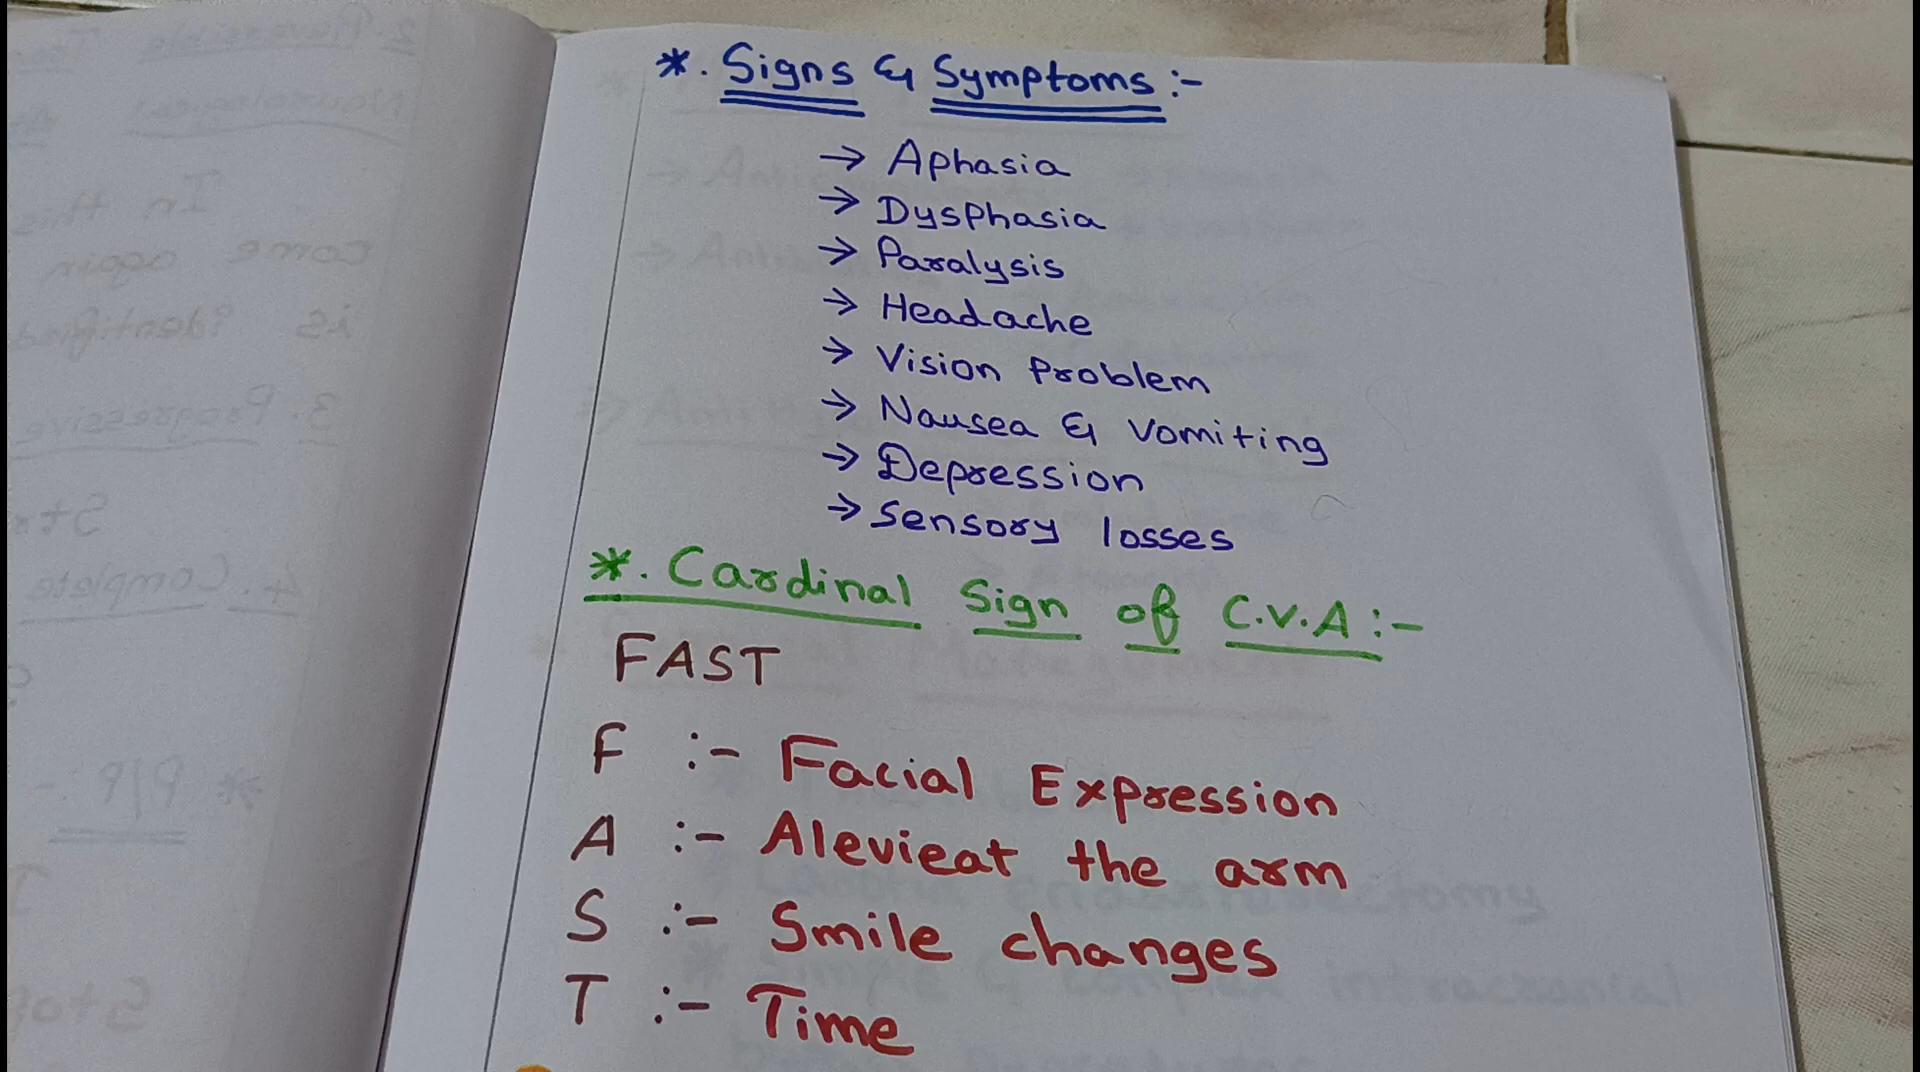 *. Signs & Symptoms:-
→ Aphasia
→ Dysphasia
→ Paralysis
→ Headache
→ Vision Problem
→ Nausea & Vomiting
→ Depression
→ Sensory losses
*. Cardinal Sign of C.V.A:-
FAST
F :- Facial Expression
A :- Alevieat the arm
S :- Smile changes
T :- Time